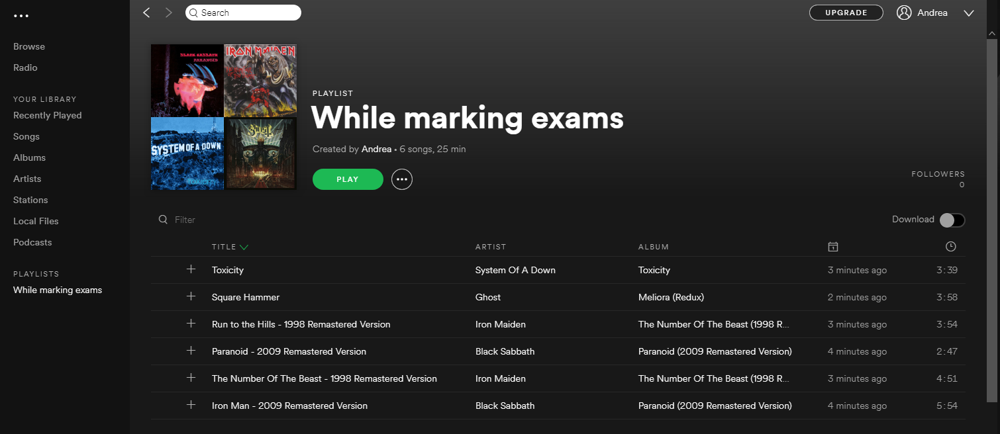 Search
UPGRADE
Andrea
Browse
Radio
YOUR LIBRARY
Recently Played
Songs
Albums
Artists
Stations
Local Files
Podcasts
PLAYLISTS
While marking exams
BLACK SABBATH
PARANOID
IRON MAIDEN
SYSTEM OF A DOWN
TOXICITY
Ghost
PLAYLIST
While marking exams
Created by Andrea • 6 songs, 25 min
PLAY
FOLLOWERS
0
Filter
Download
TITLE ARTIST ALBUM
Toxicity System Of A Down Toxicity 3 minutes ago 3:39
Square Hammer Ghost Meliora (Redux) 2 minutes ago 3:58
Run to the Hills - 1998 Remastered Version Iron Maiden The Number Of The Beast (1998 R... 3 minutes ago 3:54
Paranoid - 2009 Remastered Version Black Sabbath Paranoid (2009 Remastered Version) 4 minutes ago 2:47
The Number Of The Beast - 1998 Remastered Version Iron Maiden The Number Of The Beast (1998 R... 3 minutes ago 4:51
Iron Man - 2009 Remastered Version Black Sabbath Paranoid (2009 Remastered Version) 4 minutes ago 5:54